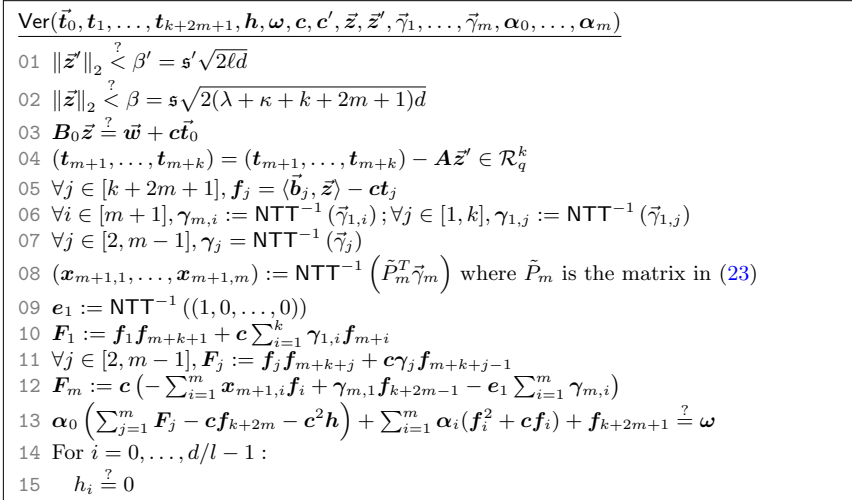 Ver(t⃗₀, t₁, …, t_{k+2m+1}, h, ω, c, c′, z⃗, z⃗′, γ⃗₁, …, γ⃗ₘ, α₀, …, αₘ)
01 ‖z⃗′‖₂ <? β′ = 𝔰′√(2ℓd)
02 ‖z⃗‖₂ <? β = 𝔰√(2(λ + κ + k + 2m + 1)d)
03 B₀z⃗ =? w⃗ + ct⃗₀
04 (t_{m+1}, …, t_{m+k}) = (t_{m+1}, …, t_{m+k}) − Az⃗′ ∈ R_q^k
05 ∀j ∈ [k + 2m + 1], f_j = ⟨b⃗_j, z⃗⟩ − ct_j
06 ∀i ∈ [m + 1], γ_{m,i} := NTT⁻¹ (γ⃗_{1,i}) ; ∀j ∈ [1, k], γ_{1,j} := NTT⁻¹ (γ⃗_{1,j})
07 ∀j ∈ [2, m − 1], γ_j = NTT⁻¹ (γ⃗_j)
08 (x_{m+1,1}, …, x_{m+1,m}) := NTT⁻¹ (P̃_m^T γ⃗_m) where P̃_m is the matrix in (23)
09 e₁ := NTT⁻¹ ((1, 0, …, 0))
10 F₁ := f₁f_{m+k+1} + c ∑_{i=1}^{k} γ_{1,i}f_{m+i}
11 ∀j ∈ [2, m − 1], F_j := f_jf_{m+k+j} + cγ_jf_{m+k+j−1}
12 F_m := c (− ∑_{i=1}^{m} x_{m+1,i}f_i + γ_{m,1}f_{k+2m−1} − e₁ ∑_{i=1}^{m} γ_{m,i})
13 α₀ (∑_{j=1}^{m} F_j − cf_{k+2m} − c²h) + ∑_{i=1}^{m} α_i(f_i² + cf_i) + f_{k+2m+1} =? ω
14 For i = 0, …, d/l − 1 :
15 h_i =? 0